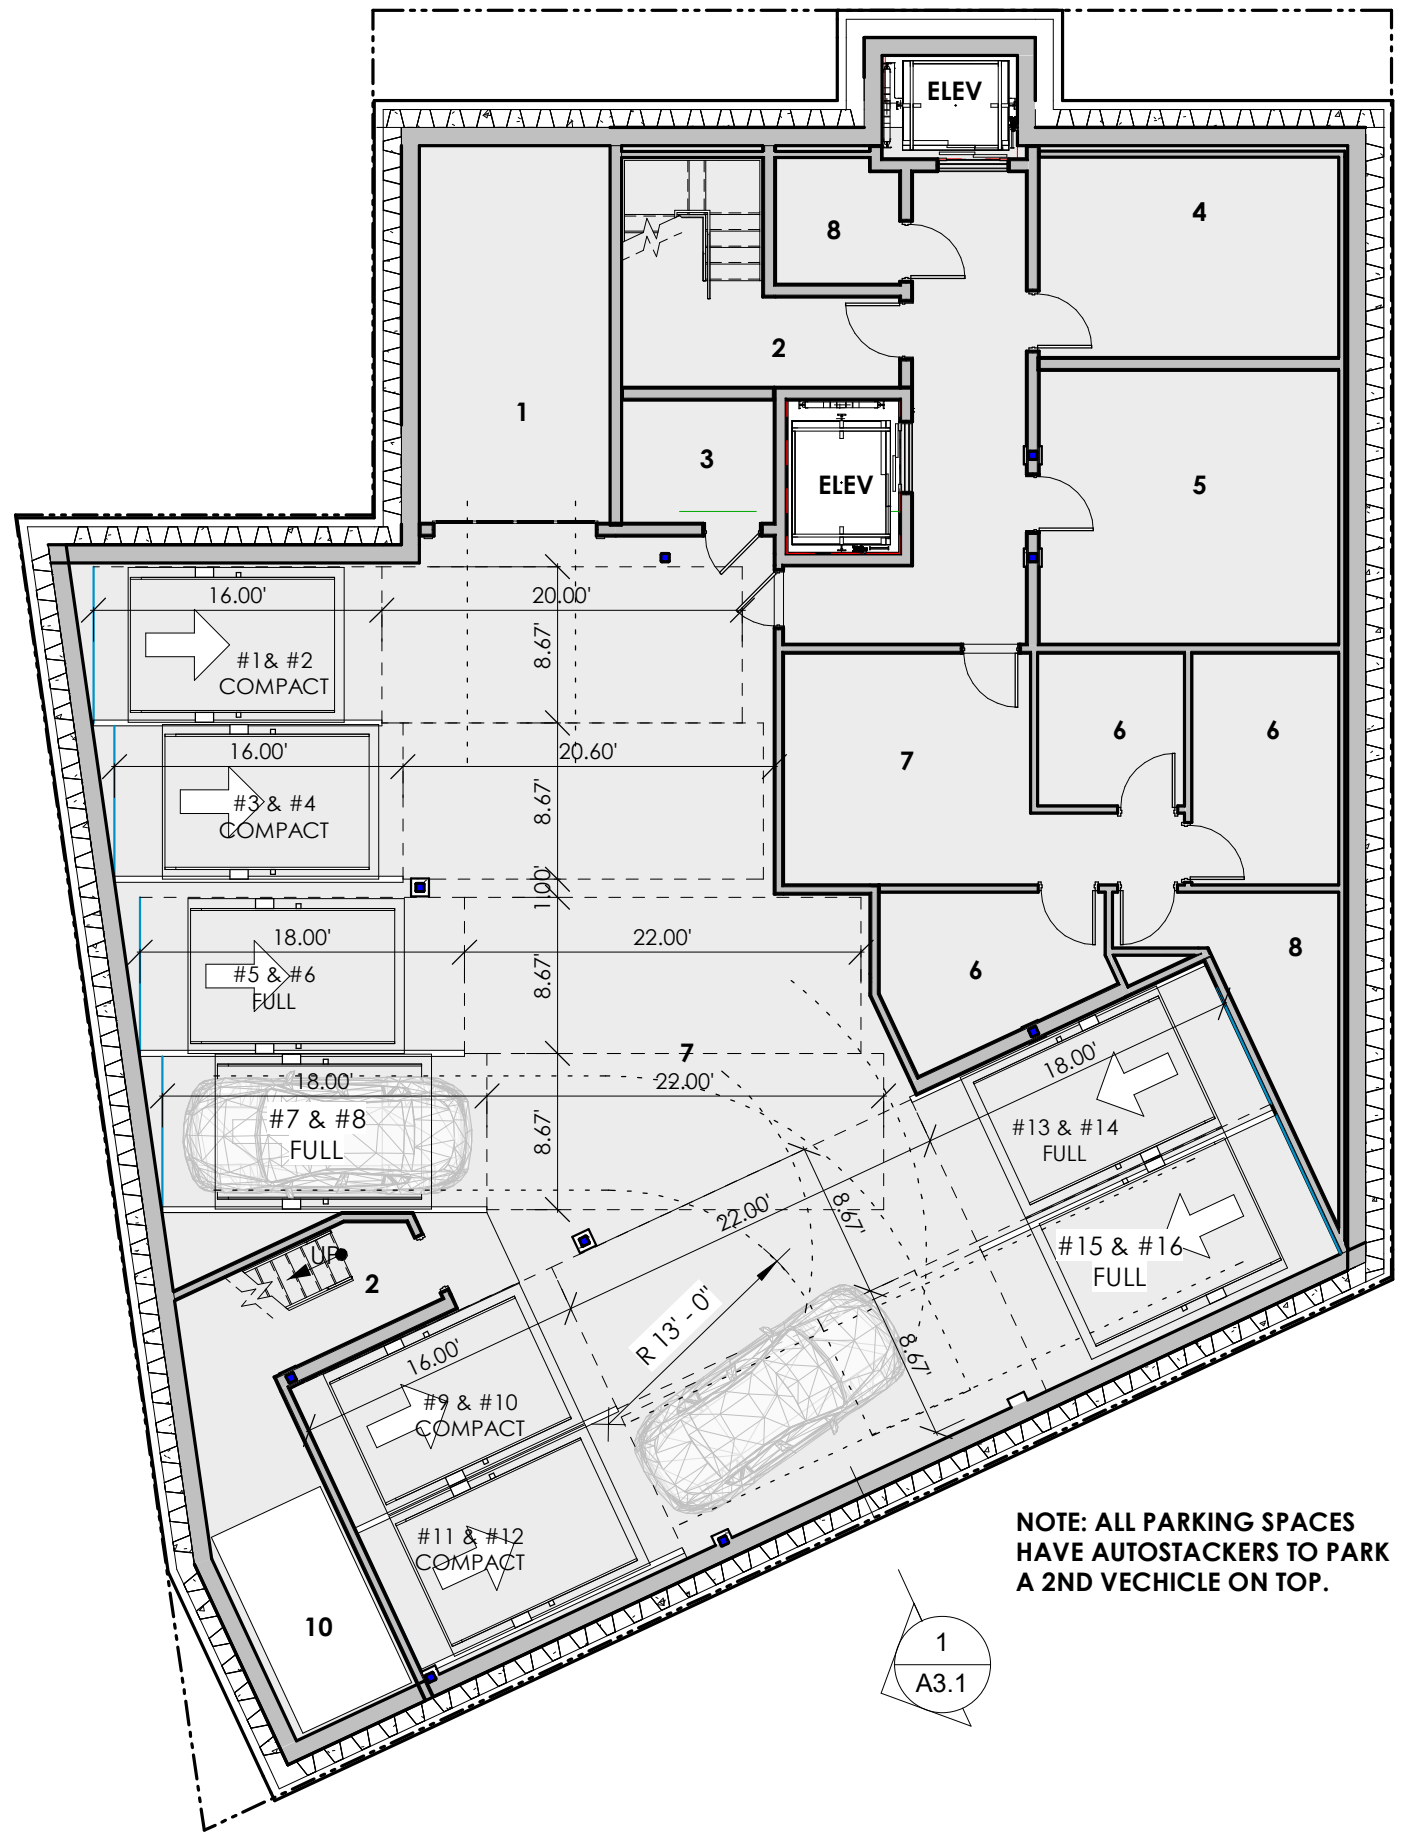 ELEV
4
8
2
1
3
ELEV
5
16.00'
20.00'
8.67'
#1& #2
COMPACT
16.00'
20.60'
7
6
6
#3 & #4
COMPACT
8.67'
1.00'
18.00'
22.00'
8.67'
#5 & #6
FULL
6
8
7
18.00'
22.00'
18.00'
#7 & #8
FULL
8.67'
#13 & #14
FULL
22.00'
8.67'
#15 & #16
FULL
UP
2
R 13' - 0"
8.67'
16.00'
#9 & #10
COMPACT
#11 & #12
COMPACT
10
NOTE: ALL PARKING SPACES
HAVE AUTOSTACKERS TO PARK
A 2ND VECHICLE ON TOP.
1
A3.1